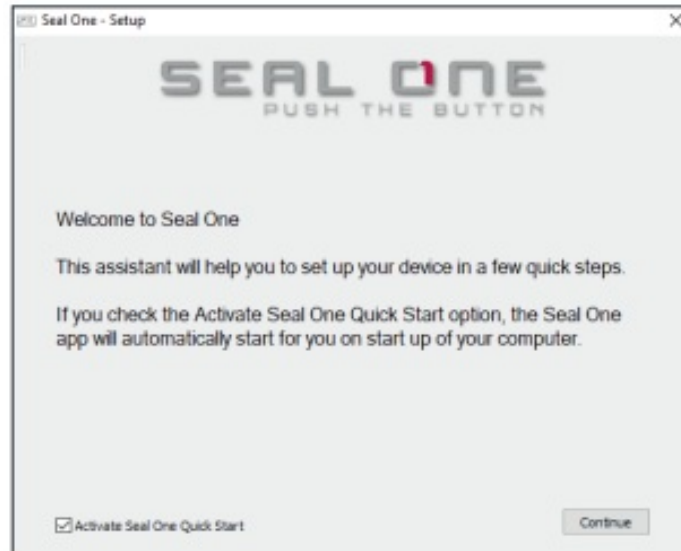 Seal One - Setup
SEAL ONE
PUSH THE BUTTON
Welcome to Seal One
This assistant will help you to set up your device in a few quick steps.
If you check the Activate Seal One Quick Start option, the Seal One
app will automatically start for you on start up of your computer.
Activate Seal One Quick Start
Continue